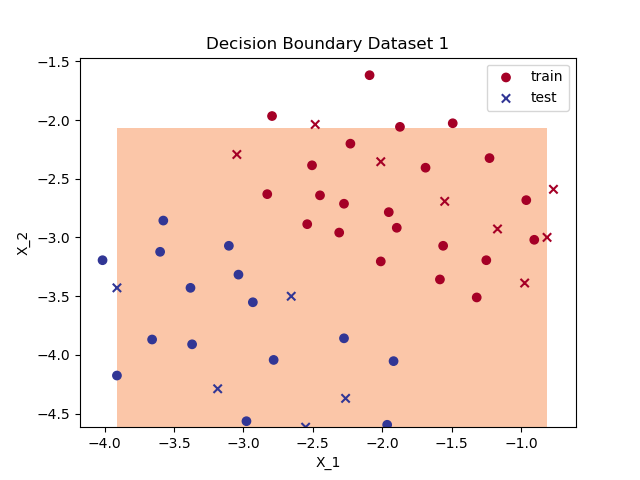 Decision Boundary Dataset 1
train
test
−1.5
−2.0
−2.5
−3.0
−3.5
−4.0
−4.5
X_2
−4.0 −3.5 −3.0 −2.5 −2.0 −1.5 −1.0
X_1